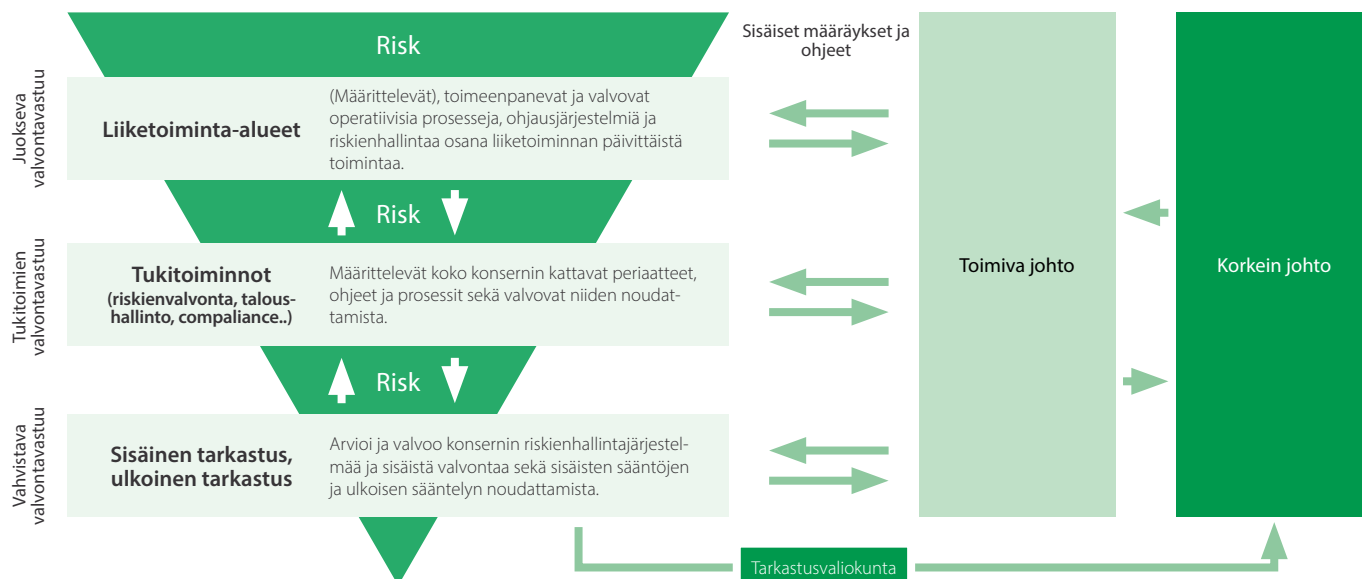 Risk
Sisäiset määräykset ja
ohjeet
Juokseva
valvontavastuu
Liiketoiminta-alueet
(Määrittelevät), toimeenpanevat ja valvovat
operatiivisia prosesseja, ohjausjärjestelmiä ja
riskienhallintaa osana liiketoiminnan päivittäistä
toimintaa.
Risk
Tukitoimien
valvontavastuu
Tukitoiminnot
(riskienvalvonta, talous-
hallinto, compaliance..)
Määrittelevät koko konsernin kattavat periaatteet,
ohjeet ja prosessit sekä valvovat niiden noudat-
tamista.
Toimiva johto
Korkein johto
Risk
Vahvistava
valvontavastuu
Sisäinen tarkastus,
ulkoinen tarkastus
Arvioi ja valvoo konsernin riskienhallintajärjestel-
mää ja sisäistä valvontaa sekä sisäisten sääntöjen
ja ulkoisen sääntelyn noudattamista.
Tarkastusvaliokunta